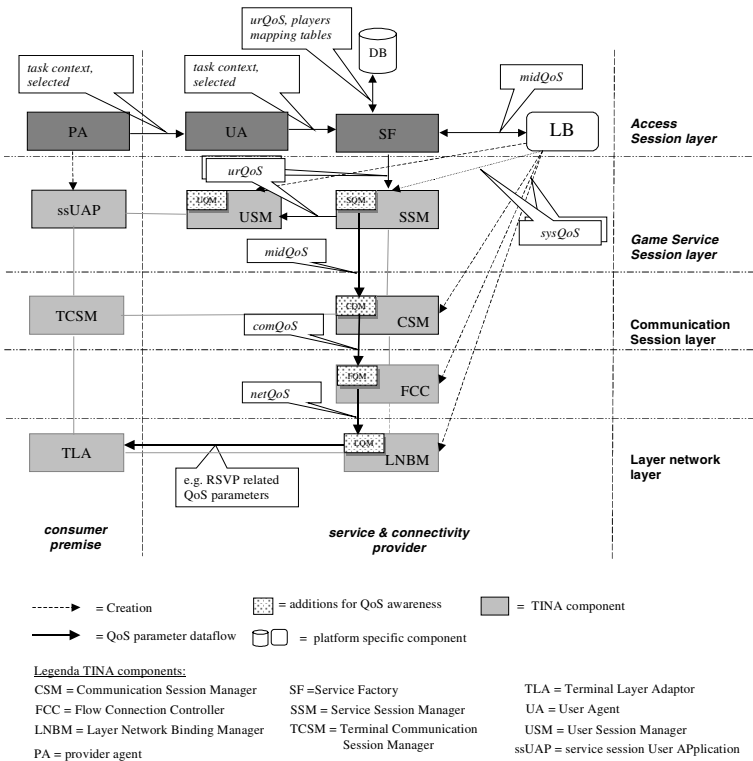 urQoS, players
mapping tables
DB
task context,
selected
task context,
selected
midQoS
PA
UA
SF
LB
Access
Session layer
urQoS
ssUAP
UQM
USM
SQM
SSM
sysQoS
midQoS
Game Service
Session layer
TCSM
CQM
CSM
comQoS
Communication
Session layer
FQM
FCC
netQoS
TLA
LQM
LNBM
Layer network
layer
e.g. RSVP related
QoS parameters
consumer
premise
service & connectivity
provider
= Creation
= additions for QoS awareness
= TINA component
= QoS parameter dataflow
= platform specific component
Legenda TINA components:
CSM = Communication Session Manager
FCC = Flow Connection Controller
LNBM = Layer Network Binding Manager
PA = provider agent
SF =Service Factory
SSM = Service Session Manager
TCSM = Terminal Communication
Session Manager
TLA = Terminal Layer Adaptor
UA = User Agent
USM = User Session Manager
ssUAP = service session User APplication